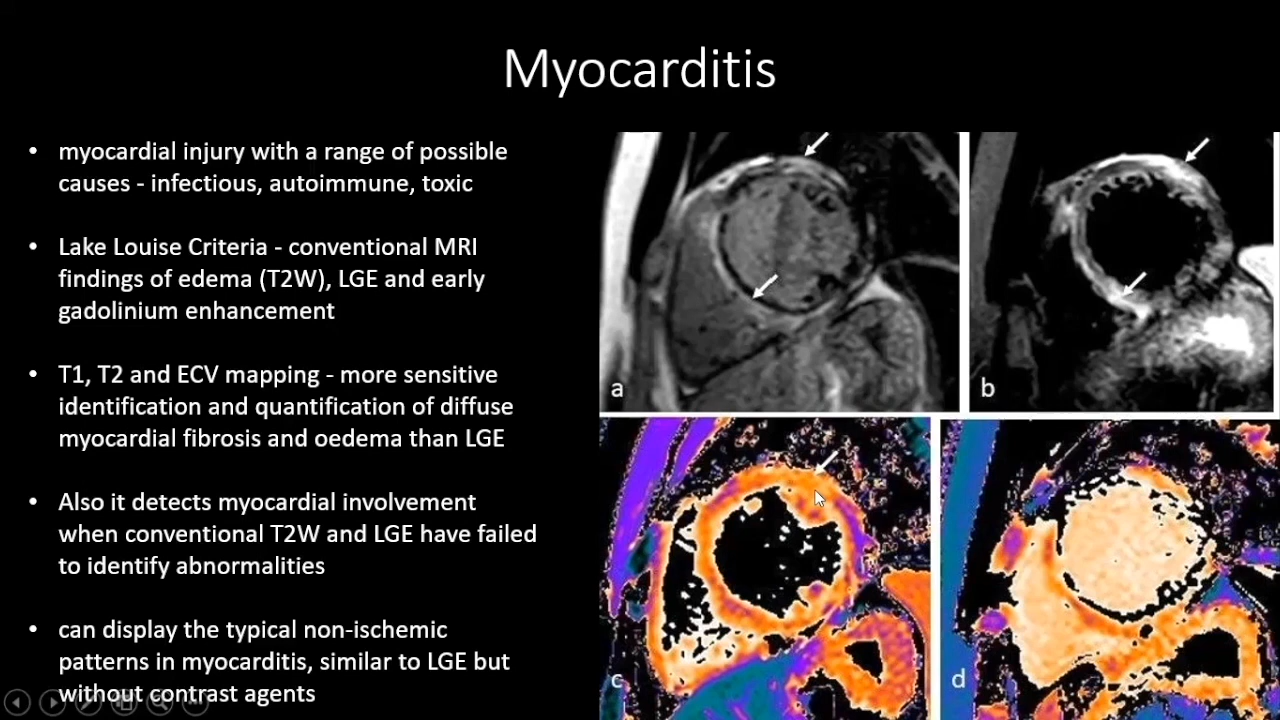 Myocarditis
• myocardial injury with a range of possible
causes - infectious, autoimmune, toxic
• Lake Louise Criteria - conventional MRI
findings of edema (T2W), LGE and early
gadolinium enhancement
• T1, T2 and ECV mapping - more sensitive
identification and quantification of diffuse
myocardial fibrosis and oedema than LGE
• Also it detects myocardial involvement
when conventional T2W and LGE have failed
to identify abnormalities
• can display the typical non-ischemic
patterns in myocarditis, similar to LGE but
without contrast agents
a
b
c
d